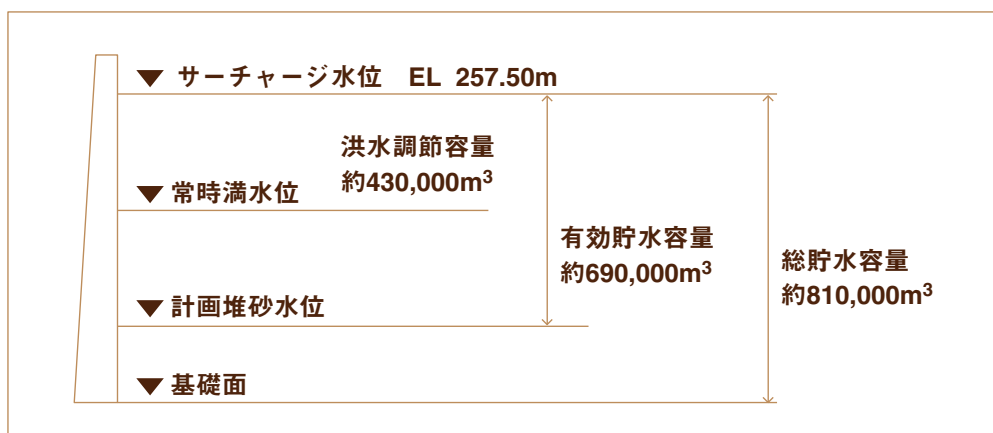 ▼ サーチャージ水位 EL 257.50m
洪水調節容量
約430,000m³
▼ 常時満水位
有効貯水容量
約690,000m³
総貯水容量
約810,000m³
▼ 計画堆砂水位
▼ 基礎面